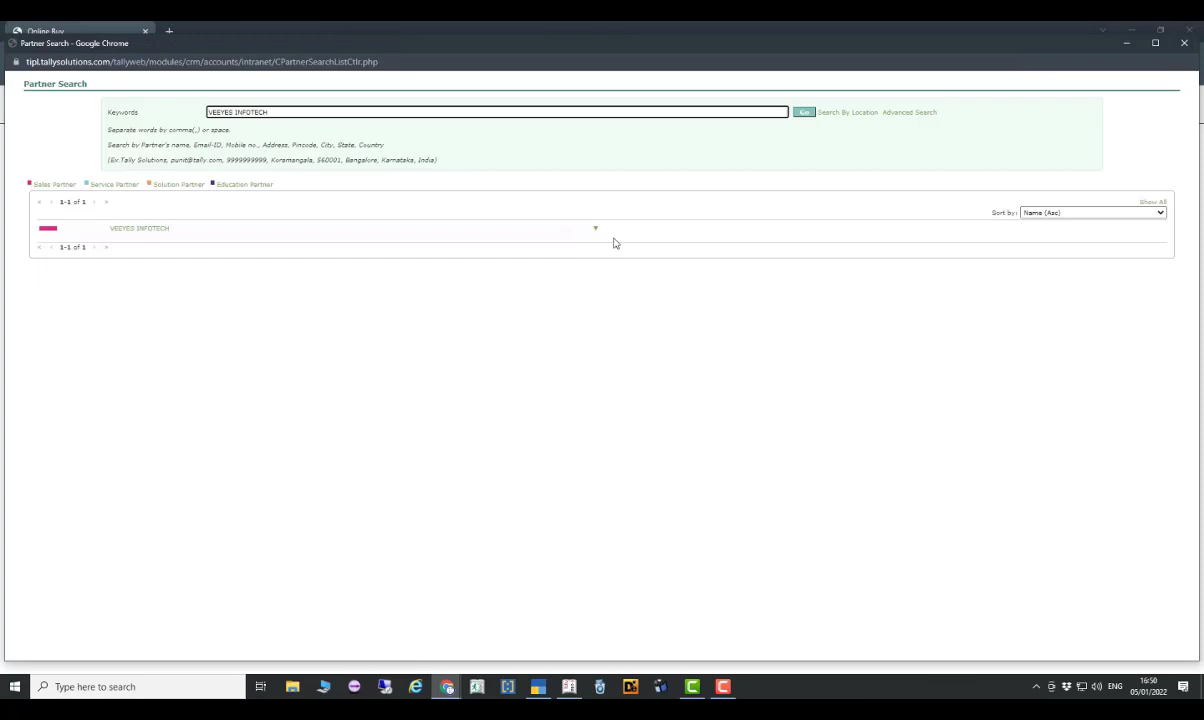 Online Buy
Partner Search - Google Chrome
tipl.tallysolutions.com/tallyweb/modules/crm/accounts/intranet/CPartnerSearchListCtlr.php
Partner Search
Keywords VEEYES INFOTECH Go Search By Location Advanced Search
Separate words by comma(,) or space.
Search by Partner's name, Email-ID, Mobile no., Address, Pincode, City, State, Country
(Ex.Tally Solutions, punit@tally.com, 9999999999, Koramangala, 560001, Bangalore, Karnataka, India)
Sales Partner Service Partner Solution Partner Education Partner
« ‹ 1-1 of 1 › » Show All
Sort by: Name (Asc)
VEEYES INFOTECH
« ‹ 1-1 of 1 › »
Type here to search
ENG
16:50
05/01/2022